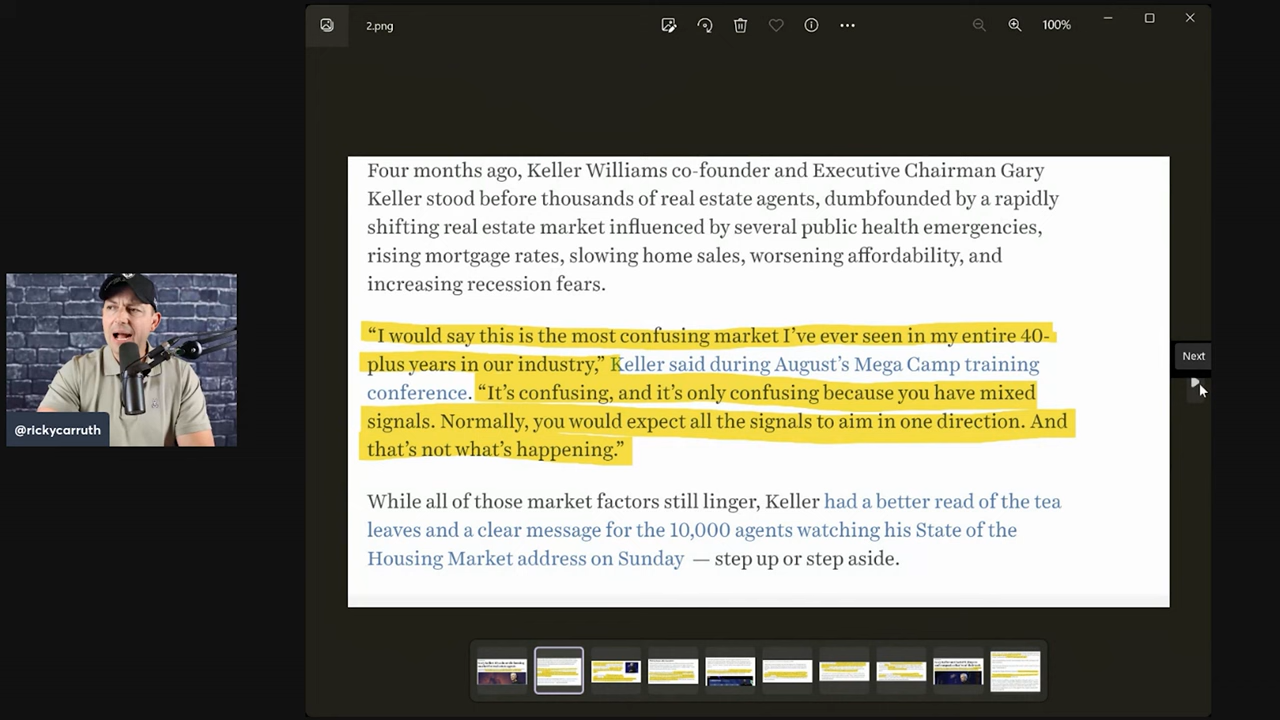 2.png
100%
Four months ago, Keller Williams co-founder and Executive Chairman Gary
Keller stood before thousands of real estate agents, dumbfounded by a rapidly
shifting real estate market influenced by several public health emergencies,
rising mortgage rates, slowing home sales, worsening affordability, and
increasing recession fears.
“I would say this is the most confusing market I’ve ever seen in my entire 40-
plus years in our industry,” Keller said during August’s Mega Camp training
conference. “It’s confusing, and it’s only confusing because you have mixed
signals. Normally, you would expect all the signals to aim in one direction. And
that’s not what’s happening.”
While all of those market factors still linger, Keller had a better read of the tea
leaves and a clear message for the 10,000 agents watching his State of the
Housing Market address on Sunday — step up or step aside.
Next
@rickycarruth